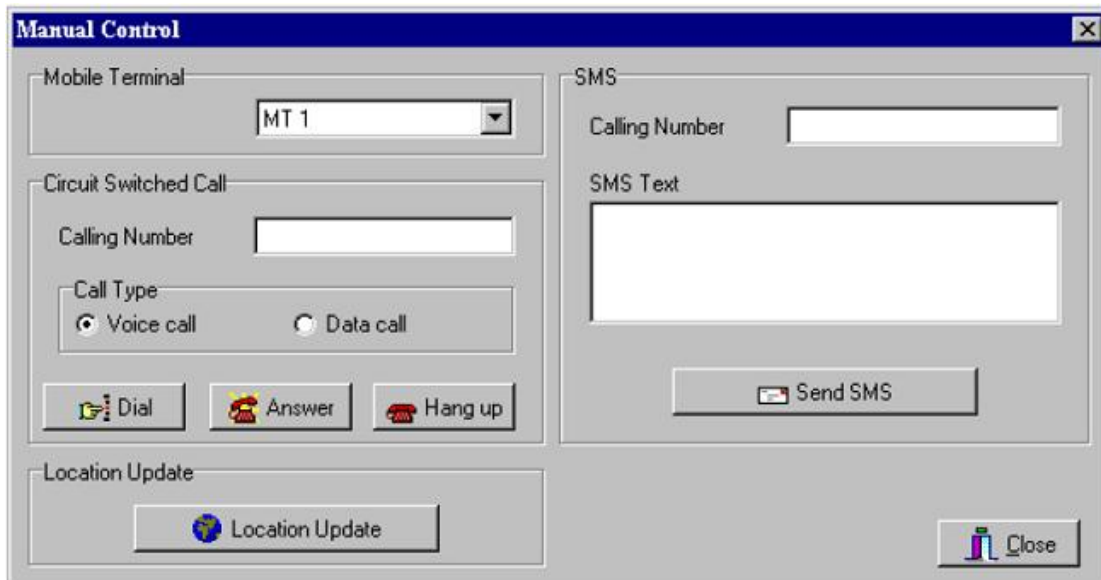 Manual Control
Mobile Terminal
MT 1
Circuit Switched Call
Calling Number
Call Type
Voice call
Data call
Dial
Answer
Hang up
Location Update
Location Update
SMS
Calling Number
SMS Text
Send SMS
Close